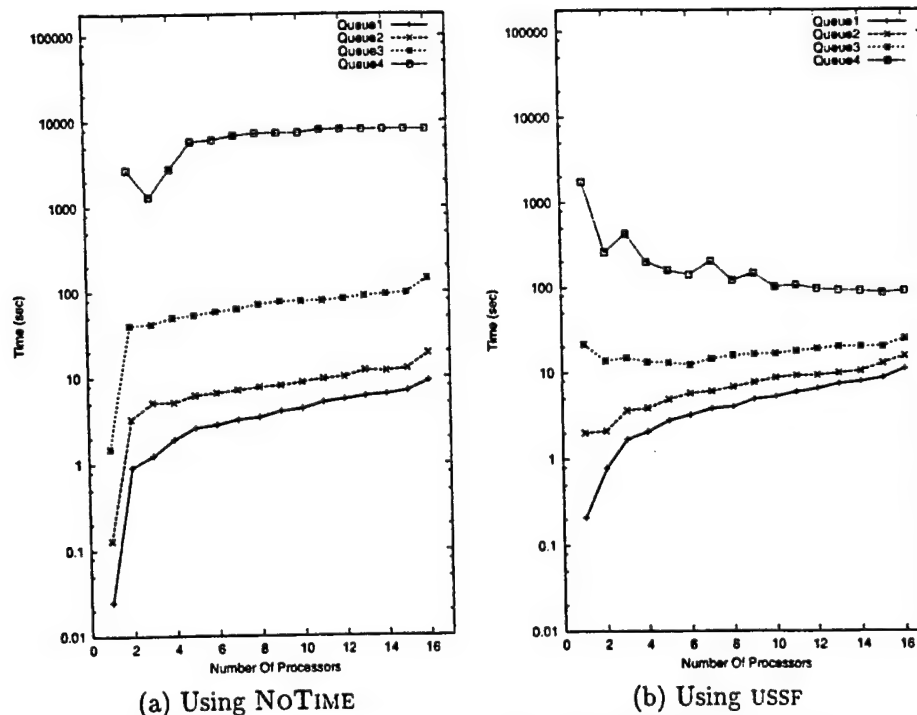 Queue1
Queue2
Queue3
Queue4
100000
10000
1000
100
10
1
0.1
0.01
Time (sec)
0 2 4 6 8 10 12 14 16
Number Of Processors
(a) Using NOTIME
Queue1
Queue2
Queue3
Queue4
100000
10000
1000
100
10
1
0.1
0.01
Time (sec)
0 2 4 6 8 10 12 14 16
Number Of Processors
(b) Using USSF